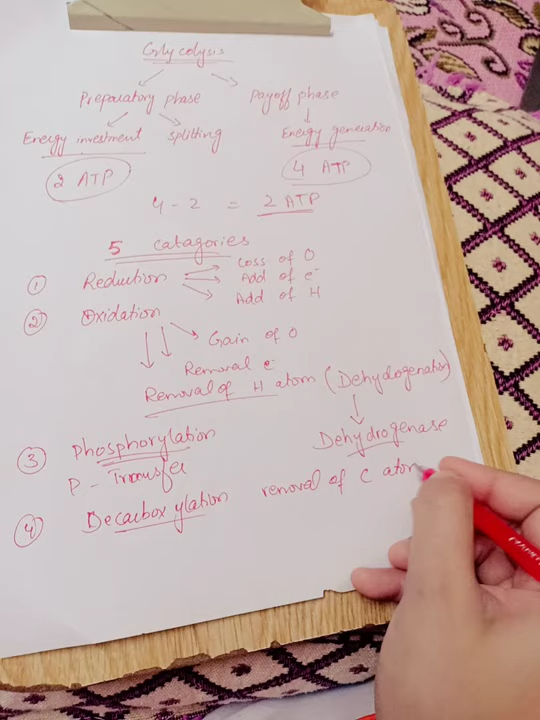 Glycolysis
Preparatory phase Payoff phase
Energy investment splitting Energy generation
2 ATP 4 ATP
4 - 2 = 2 ATP
5 catagories
① Reduction Loss of O
Add of e⁻
Add of H
② Oxidation
Gain of O
Removal e⁻
Removal of H atom (Dehydrogenation)
③ Phosphorylation Dehydrogenase
P - Transfer
④ Decarboxylation removal of C atom